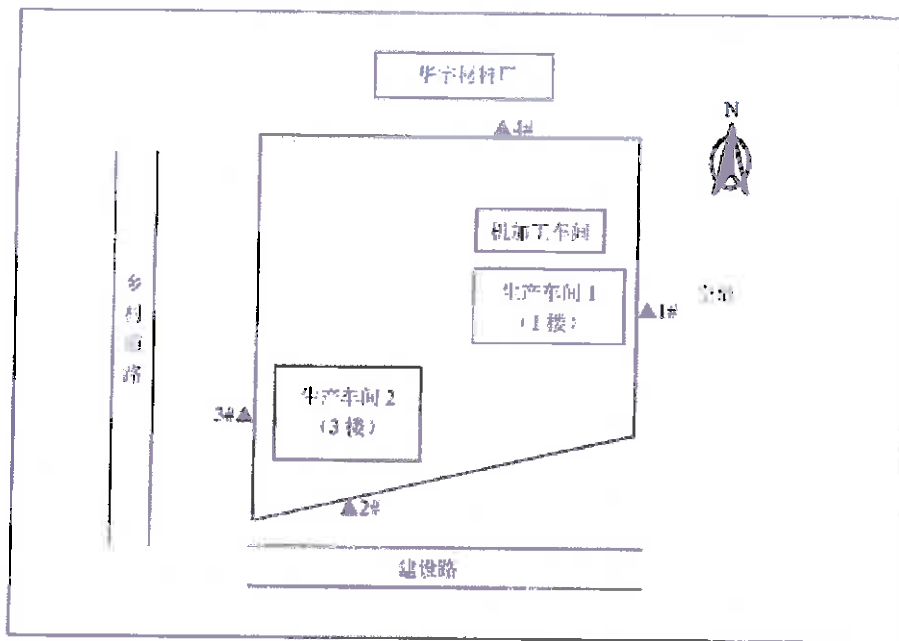 N
▲4#
机加工车间
生产车间 1
（1 楼）
▲1#
乡
村
路
生产车间 2
（3 楼）
3#▲
▲2#
建设路